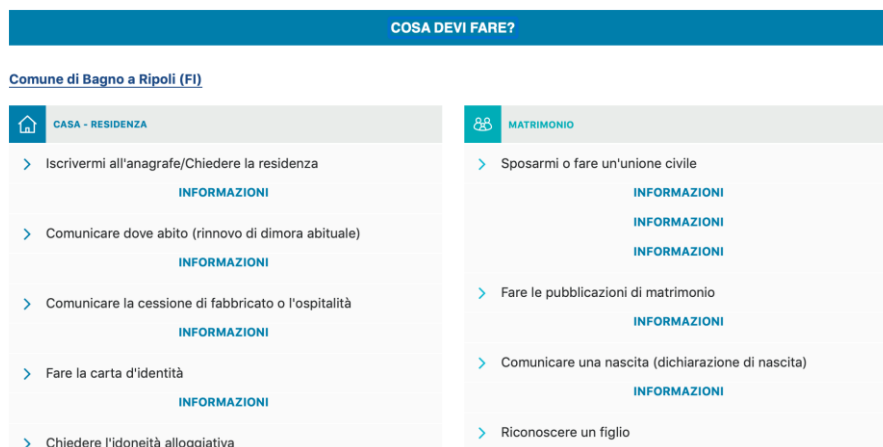 COSA DEVI FARE?
Comune di Bagno a Ripoli (FI)
CASA - RESIDENZA
Iscrivermi all'anagrafe/Chiedere la residenza
INFORMAZIONI
Comunicare dove abito (rinnovo di dimora abituale)
INFORMAZIONI
Comunicare la cessione di fabbricato o l'ospitalità
INFORMAZIONI
Fare la carta d'identità
INFORMAZIONI
Chiedere l'idoneità alloggiativa
MATRIMONIO
Sposarmi o fare un'unione civile
INFORMAZIONI
INFORMAZIONI
INFORMAZIONI
Fare le pubblicazioni di matrimonio
INFORMAZIONI
Comunicare una nascita (dichiarazione di nascita)
INFORMAZIONI
Riconoscere un figlio